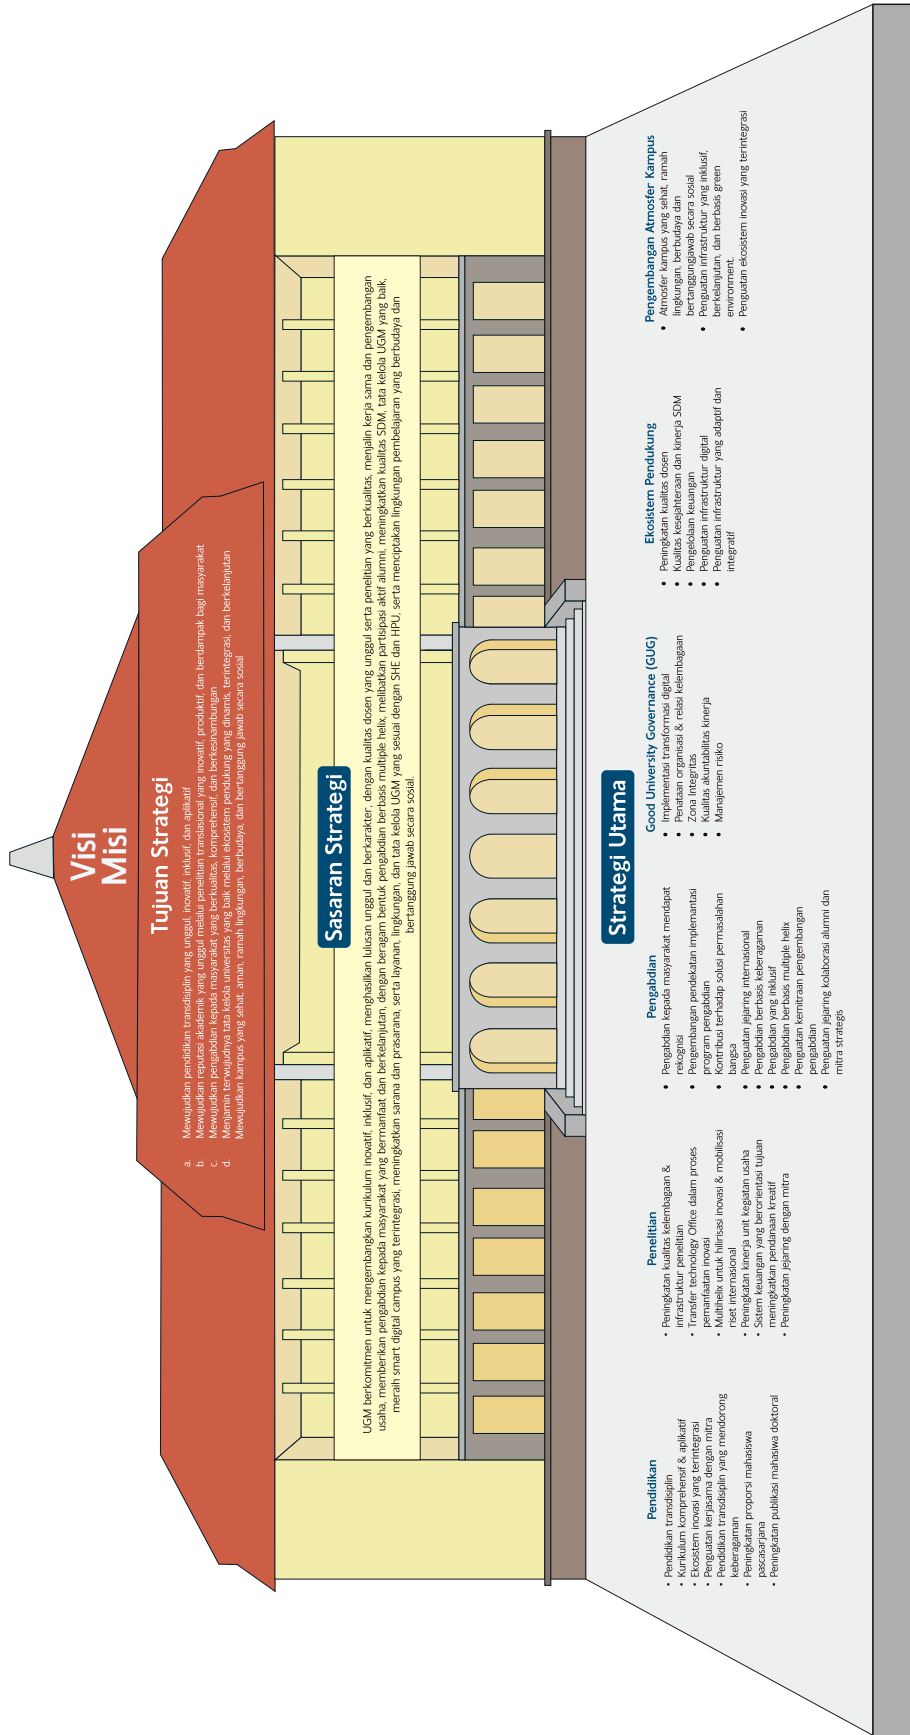 Visi
Misi
Tujuan Strategi
a. Mewujudkan pendidikan transdisiplin yang unggul, inovatif, inklusif, dan aplikatif
b. Mewujudkan reputasi akademik yang unggul melalui penelitian translasional yang inovatif, produktif, dan berdampak bagi masyarakat
c. Mewujudkan pengabdian kepada masyarakat yang berkualitas, komprehensif, dan berkesinambungan
d. Menjamin terwujudnya tata kelola universitas yang baik melalui ekosistem pendukung yang dinamis, terintegrasi, dan berkelanjutan
Mewujudkan kampus yang sehat, aman, ramah lingkungan, berbudaya, dan bertanggung jawab secara sosial
Sasaran Strategi
UGM berkomitmen untuk mengembangkan kurikulum inovatif, inklusif, dan aplikatif, menghasilkan lulusan unggul dan berkarakter, dengan kualitas dosen yang unggul serta penelitian yang berkualitas, menjalin kerja sama dan pengembangan
usaha, memberikan pengabdian kepada masyarakat yang bermanfaat dan berkelanjutan, dengan beragam bentuk pengabdian berbasis multiple helix, melibatkan partisipasi aktif alumni, meningkatkan kualitas SDM, tata kelola UGM yang baik,
meraih smart digital campus yang terintegrasi, meningkatkan sarana dan prasarana, serta layanan, lingkungan, dan tata kelola UGM yang sesuai dengan SHE dan HPU, serta menciptakan lingkungan pembelajaran yang berbudaya dan
bertanggung jawab secara sosial.
Strategi Utama
Pendidikan
• Pendidikan transdisiplin
• Kurikulum komprehensif & aplikatif
• Ekosistem inovasi yang terintegrasi
• Penguatan kerjasama dengan mitra
• Pendidikan transdisiplin yang mendorong
keberagaman
• Peningkatan proporsi mahasiswa
pascasarjana
• Peningkatan publikasi mahasiwa doktoral
Penelitian
• Peningkatan kualitas kelembagaan &
infrastruktur penelitian
• Transfer technology Office dalam proses
pemanfaatan inovasi
• Multihelix untuk hilirisasi inovasi & mobilisasi
riset internasional
• Peningkatan kinerja unit kegiatan usaha
• Sistem keuangan yang berorientasi tujuan
meningkatkan pendanaan kreatif
• Peningkatan jejaring dengan mitra
Pengabdian
• Pengabdian kepada masyarakat mendapat
rekognisi
• Pengembangan pendekatan implemantasi
program pengabdian
• Kontribusi terhadap solusi permasalahan
bangsa
• Penguatan jejaring internasional
• Pengabdian berbasis keberagaman
• Pengabdian yang inklusif
• Pengabdian berbasis multiple helix
• Penguatan kemitraan pengembangan
pengabdian
• Penguatan jejaring kolaborasi alumni dan
mitra strategis
Good University Governance (GUG)
• Implementasi transformasi digital
• Penataan organisasi & relasi kelembagaan
• Zona Integritas
• Kualitas akuntabilitas kinerja
• Manajemen risiko
Ekosistem Pendukung
• Peningkatan kualitas dosen
• Kualitas kesejahteraan dan kinerja SDM
• Pengelolaan keuangan
• Penguatan infrastruktur digital
• Penguatan infrastruktur yang adaptif dan
integratif
Pengembangan Atmosfer Kampus
• Atmosfer kampus yang sehat, ramah
lingkungan, berbudaya dan
bertanggungjawab secara sosial
• Penguatan infrastruktur yang inklusif,
berkelanjutan, dan berbasis green
environment.
• Penguatan ekosistem inovasi yang terintegrasi